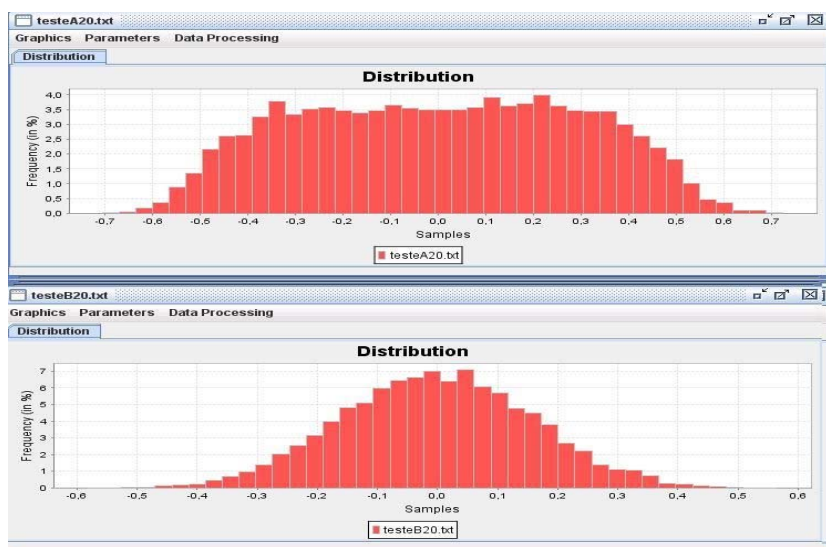 testeA20.txt
Graphics Parameters Data Processing
Distribution
Distribution
Frequency (in %)
4,0
3,5
3,0
2,5
2,0
1,5
1,0
0,5
0,0
-0,7 -0,6 -0,5 -0,4 -0,3 -0,2 -0,1 0,0 0,1 0,2 0,3 0,4 0,5 0,6 0,7
Samples
testeA20.txt
testeB20.txt
Graphics Parameters Data Processing
Distribution
Distribution
Frequency (in %)
7
6
5
4
3
2
1
0
-0,6 -0,5 -0,4 -0,3 -0,2 -0,1 0,0 0,1 0,2 0,3 0,4 0,5 0,6
Samples
testeB20.txt